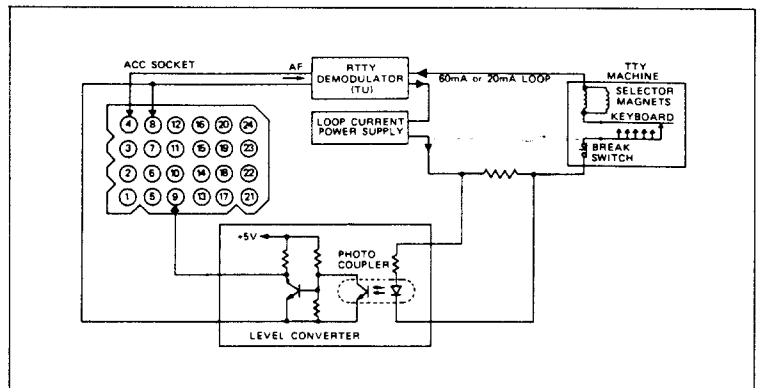 ACC SOCKET
AF
RTTY
DEMODULATOR
(TU)
60mA or 20mA LOOP
TTY
MACHINE
SELECTOR
MAGNETS
KEYBOARD
BREAK
SWITCH
LOOP CURRENT
POWER SUPPLY
4 8 12 16 20 24
3 7 11 15 19 23
2 6 10 14 18 22
1 5 9 13 17 21
+5V
PHOTO
COUPLER
LEVEL CONVERTER